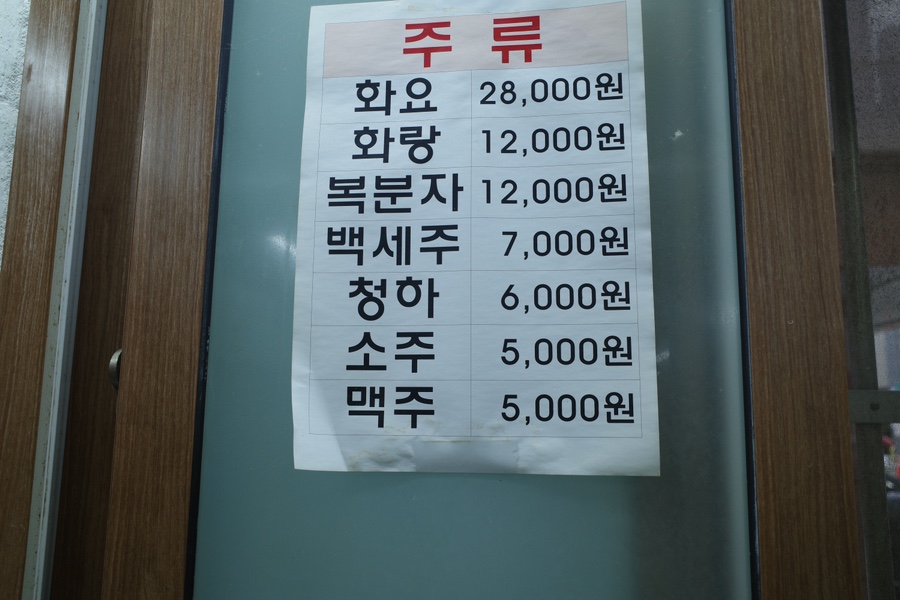 주 류
화요 28,000원
화랑 12,000원
복분자 12,000원
백세주 7,000원
청하 6,000원
소주 5,000원
맥주 5,000원